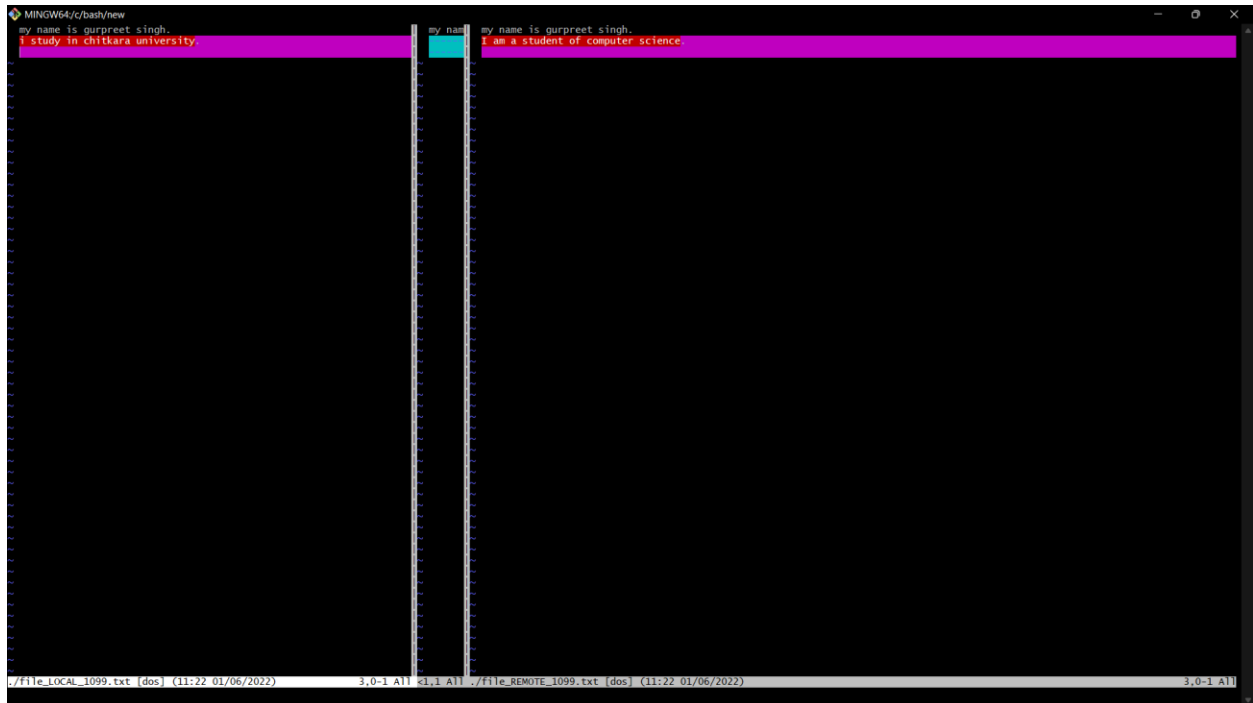 MINGW64:/c/bash/new
my name is gurpreet singh.
i study in chitkara university.
my nam
my name is gurpreet singh.
I am a student of computer science.
./file_LOCAL_1099.txt [dos] (11:22 01/06/2022) 3,0-1 All <1,1 All ./file_REMOTE_1099.txt [dos] (11:22 01/06/2022) 3,0-1 All